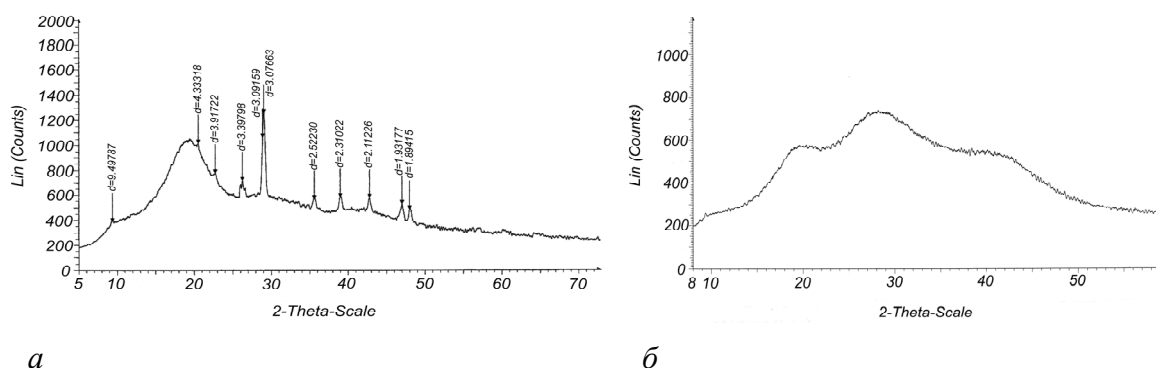 2000
1800
1600
1400
1200
1000
800
600
400
200
0
Lin (Counts)
d=9.49787
d=4.33318
d=3.91722
d=3.39798
d=3.09159
d=3.07663
d=2.52230
d=2.31022
d=2.11226
d=1.93177
d=1.89415
5 10 20 30 40 50 60 70
2-Theta-Scale
а
1000
800
600
400
200
0
Lin (Counts)
8 10 20 30 40 50
2-Theta-Scale
б